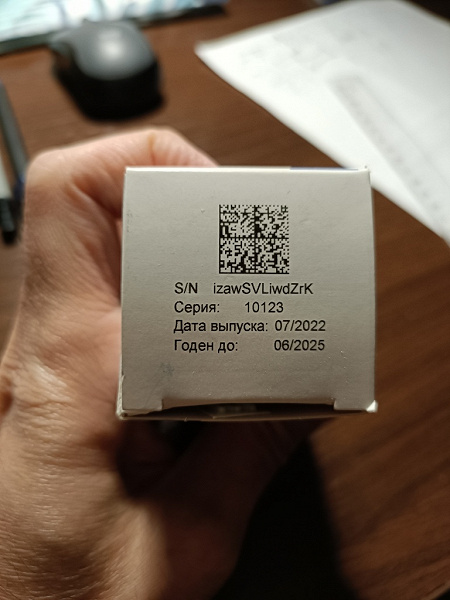 S/N izawSVLiwdZrK
Серия: 10123
Дата выпуска: 07/2022
Годен до: 06/2025